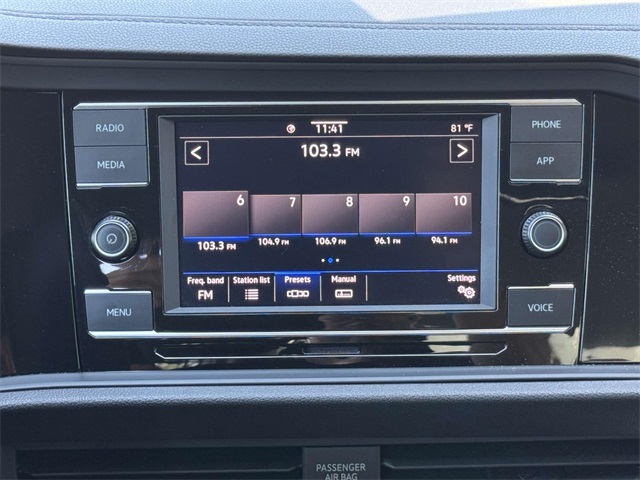 RADIO
MEDIA
MENU
11:41
81 °F
103.3 FM
6
7
8
9
10
103.3 FM
104.9 FM
106.9 FM
96.1 FM
94.1 FM
Freq. band
FM
Station list
Presets
Manual
Settings
PHONE
APP
VOICE
PASSENGER
AIR BAG